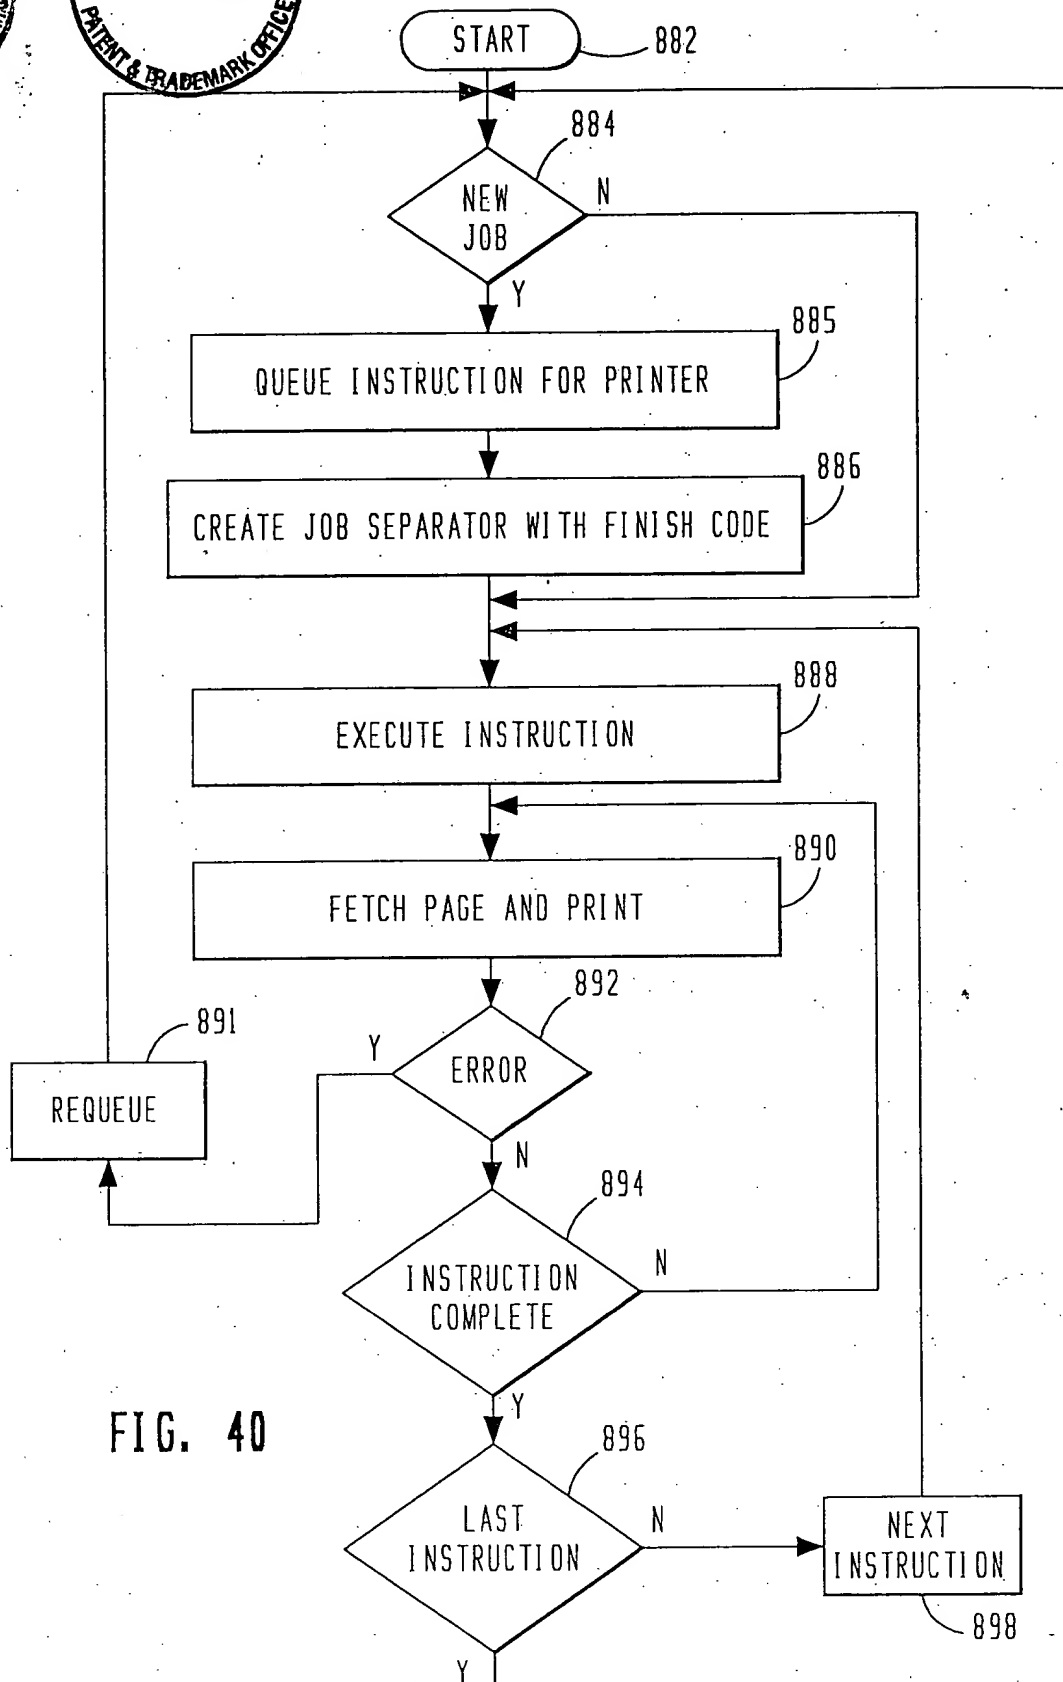 PATENT & TRADEMARK OFFICE
START
882
884
NEW
JOB
N
Y
885
QUEUE INSTRUCTION FOR PRINTER
886
CREATE JOB SEPARATOR WITH FINISH CODE
888
EXECUTE INSTRUCTION
890
FETCH PAGE AND PRINT
892
ERROR
Y
N
891
REQUEUE
894
INSTRUCTION
COMPLETE
N
Y
FIG. 40
896
LAST
INSTRUCTION
N
Y
NEXT
INSTRUCTION
898